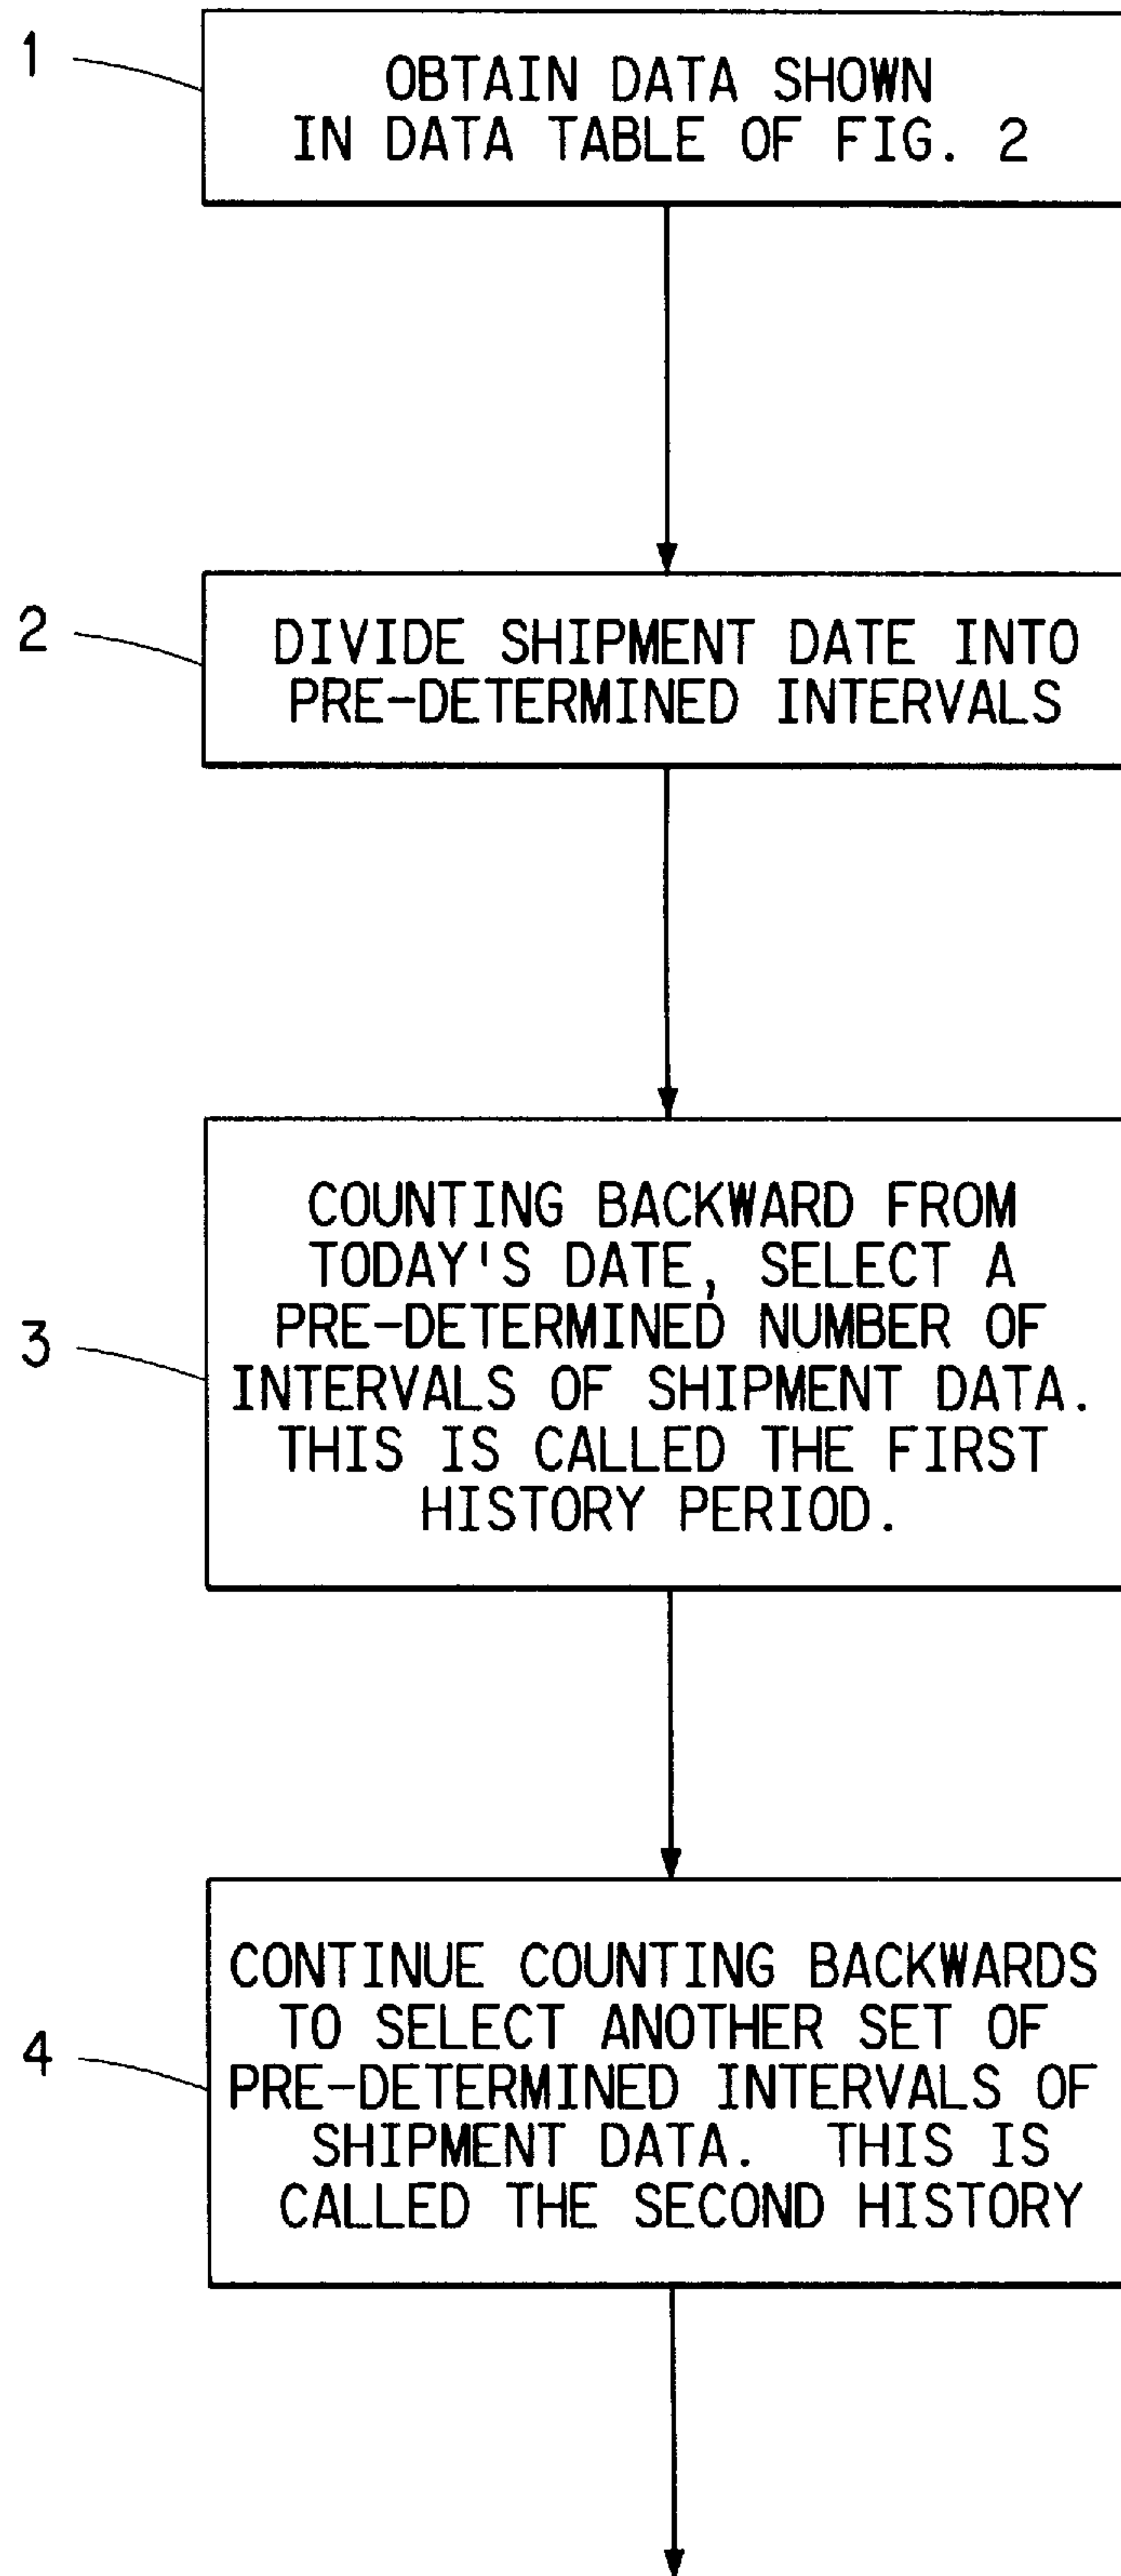 1
OBTAIN DATA SHOWN
IN DATA TABLE OF FIG. 2
2
DIVIDE SHIPMENT DATE INTO
PRE-DETERMINED INTERVALS
3
COUNTING BACKWARD FROM
TODAY'S DATE, SELECT A
PRE-DETERMINED NUMBER OF
INTERVALS OF SHIPMENT DATA.
THIS IS CALLED THE FIRST
HISTORY PERIOD.
4
CONTINUE COUNTING BACKWARDS
TO SELECT ANOTHER SET OF
PRE-DETERMINED INTERVALS OF
SHIPMENT DATA. THIS IS
CALLED THE SECOND HISTORY